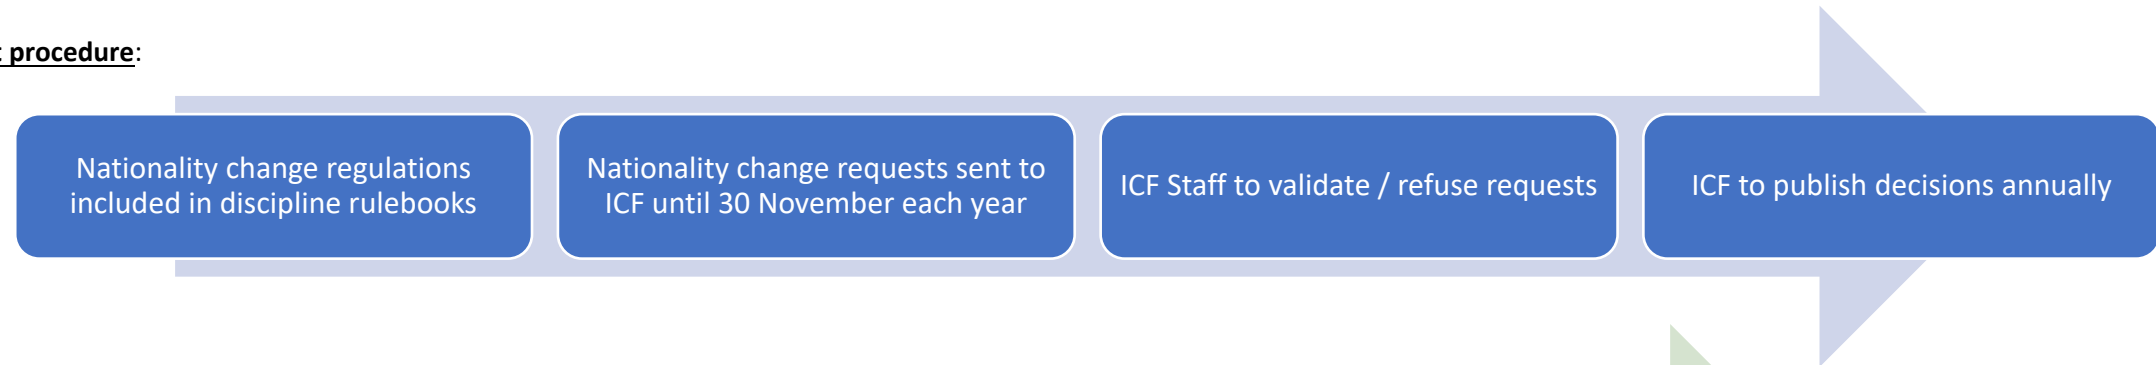 procedure:
Nationality change regulations
included in discipline rulebooks
Nationality change requests sent to
ICF until 30 November each year
ICF Staff to validate / refuse requests
ICF to publish decisions annually